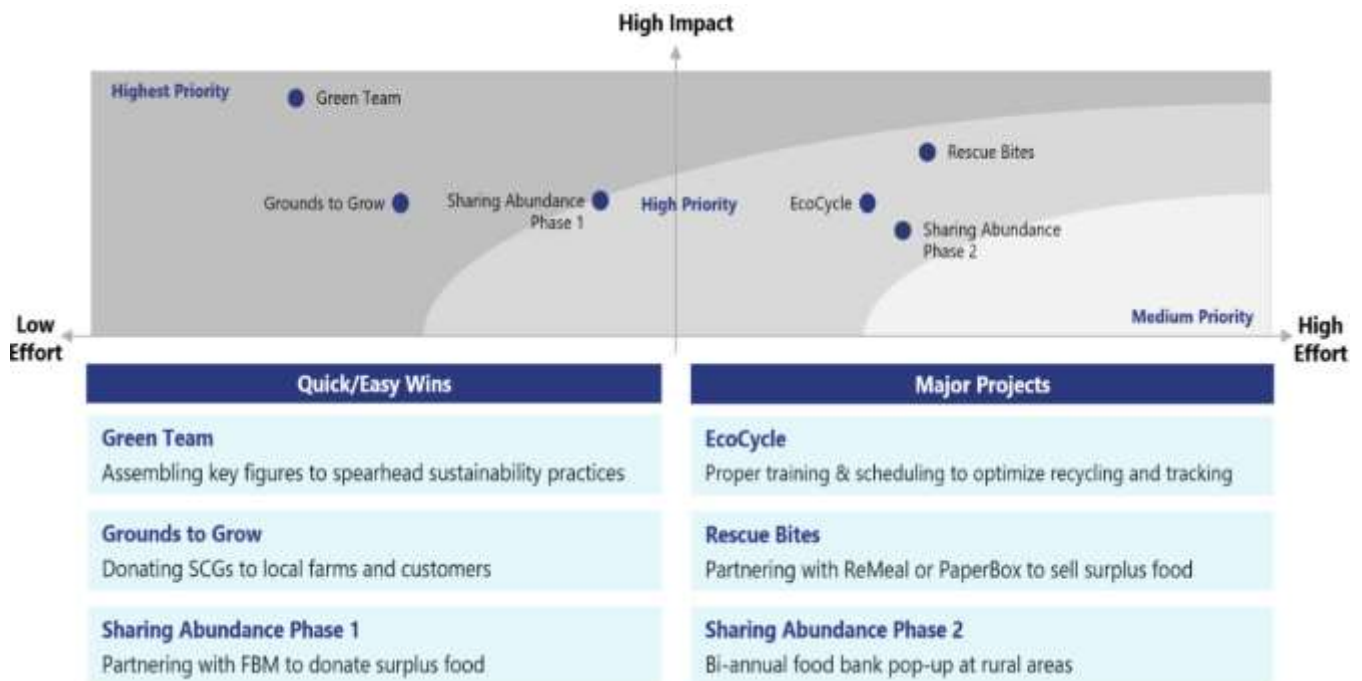 High Impact
Highest Priority
Green Team
Rescue Bites
Grounds to Grow
Sharing Abundance
Phase 1
High Priority
EcoCycle
Sharing Abundance
Phase 2
Medium Priority
Low
Effort
High
Effort
Quick/Easy Wins
Major Projects
Green Team
Assembling key figures to spearhead sustainability practices
EcoCycle
Proper training & scheduling to optimize recycling and tracking
Grounds to Grow
Donating SCGs to local farms and customers
Rescue Bites
Partnering with ReMeal or PaperBox to sell surplus food
Sharing Abundance Phase 1
Partnering with FBM to donate surplus food
Sharing Abundance Phase 2
Bi-annual food bank pop-up at rural areas